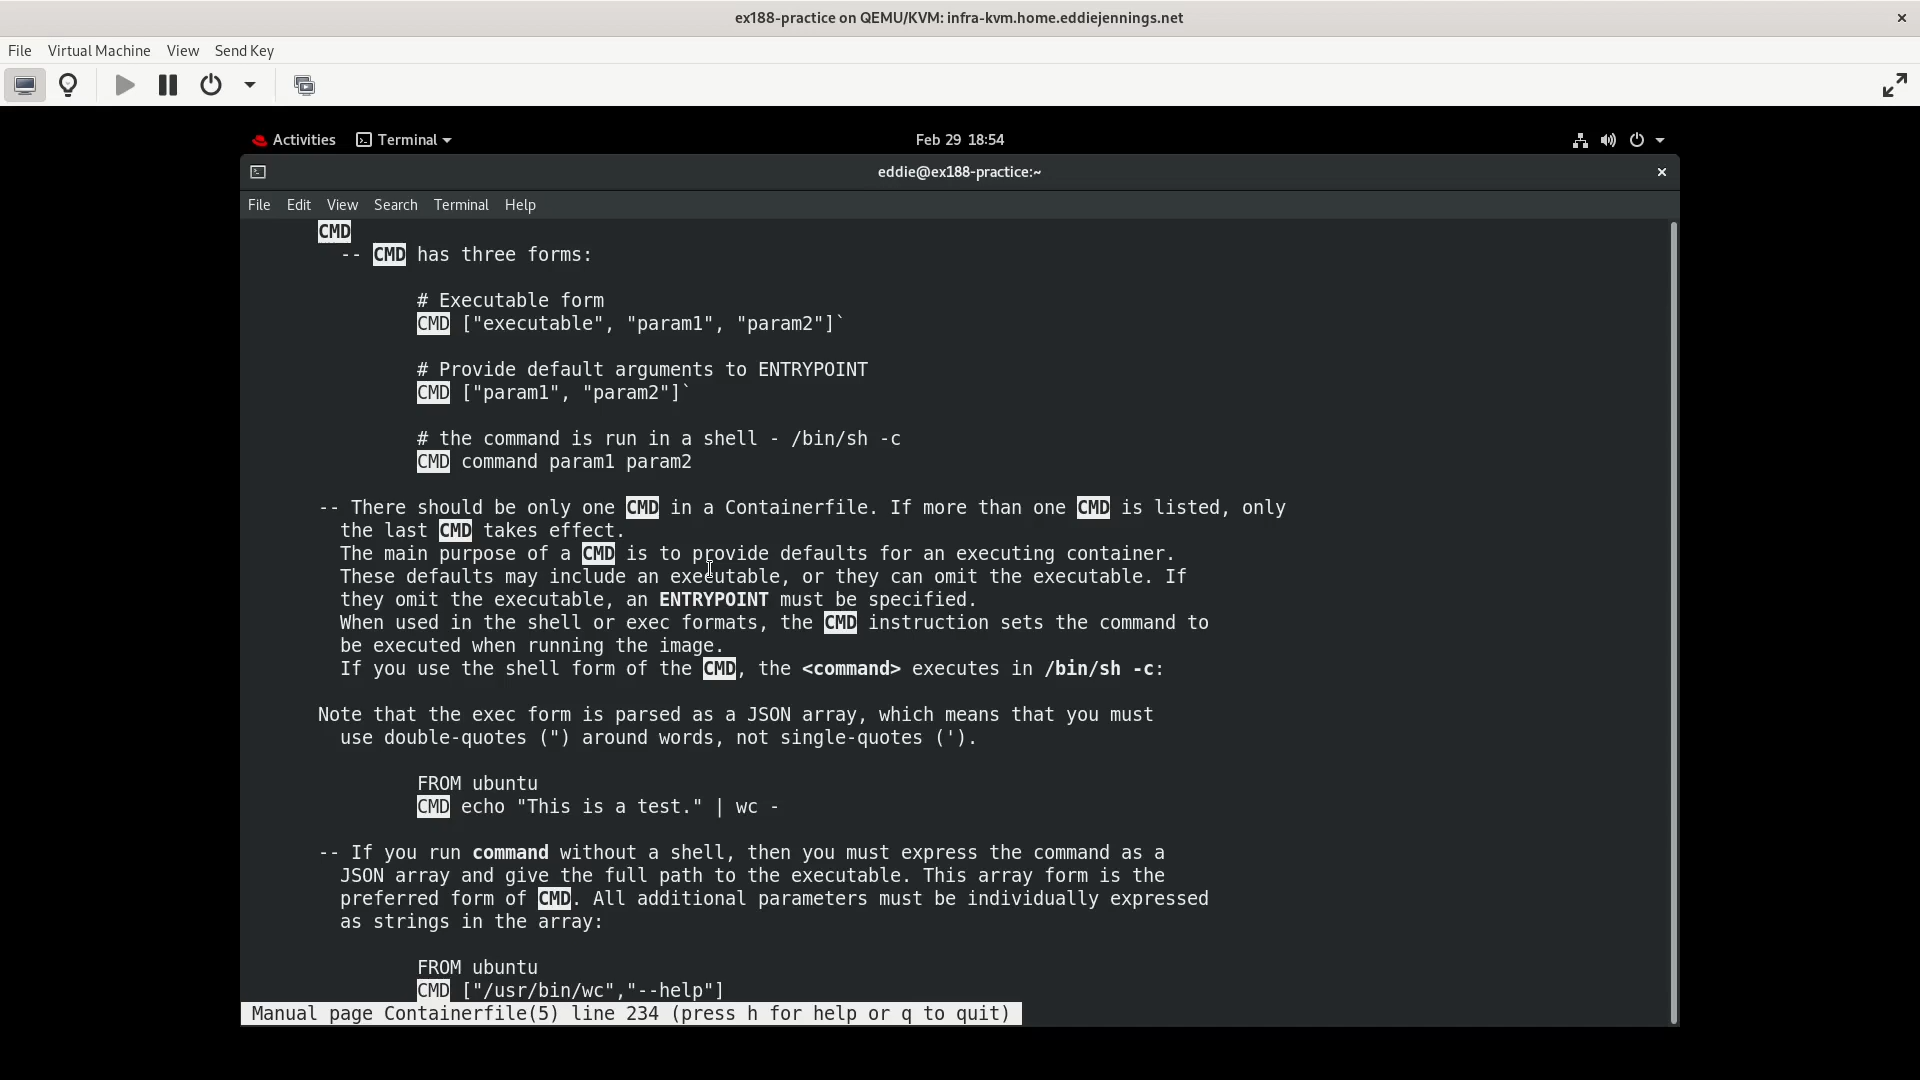 ex188-practice on QEMU/KVM: infra-kvm.home.eddiejennings.net
File Virtual Machine View Send Key
Activities Terminal Feb 29 18:54
eddie@ex188-practice:~
File Edit View Search Terminal Help
CMD
-- CMD has three forms:
# Executable form
CMD ["executable", "param1", "param2"]`
# Provide default arguments to ENTRYPOINT
CMD ["param1", "param2"]`
# the command is run in a shell - /bin/sh -c
CMD command param1 param2
-- There should be only one CMD in a Containerfile. If more than one CMD is listed, only
the last CMD takes effect.
The main purpose of a CMD is to provide defaults for an executing container.
These defaults may include an executable, or they can omit the executable. If
they omit the executable, an ENTRYPOINT must be specified.
When used in the shell or exec formats, the CMD instruction sets the command to
be executed when running the image.
If you use the shell form of the CMD, the <command> executes in /bin/sh -c:
Note that the exec form is parsed as a JSON array, which means that you must
use double-quotes (") around words, not single-quotes (').
FROM ubuntu
CMD echo "This is a test." | wc -
-- If you run command without a shell, then you must express the command as a
JSON array and give the full path to the executable. This array form is the
preferred form of CMD. All additional parameters must be individually expressed
as strings in the array:
FROM ubuntu
CMD ["/usr/bin/wc","--help"]
Manual page Containerfile(5) line 234 (press h for help or q to quit)